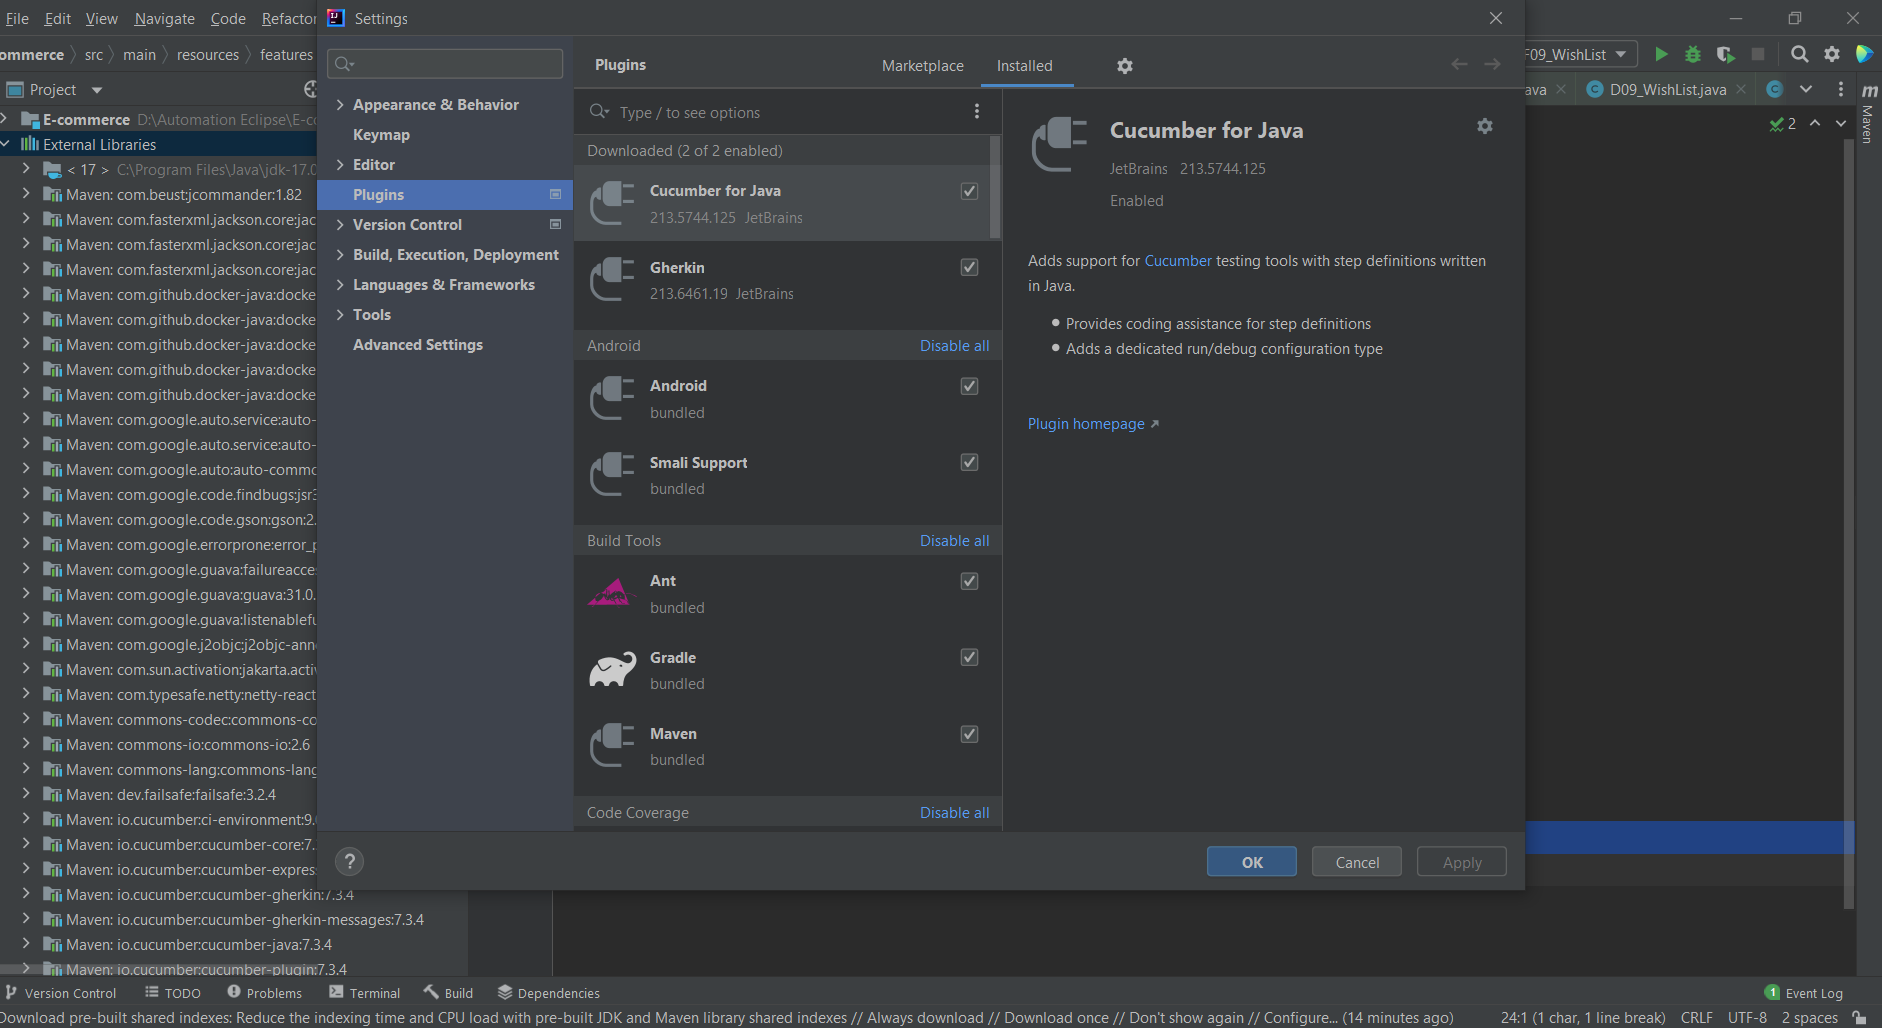 File Edit View Navigate Code Refactor
Settings
ommerce src main resources features
F09_WishList
Project
ava D09_WishList.java
E-commerce D:\Automation Eclipse\E-co
External Libraries
< 17 > C:\Program Files\Java\jdk-17.0
Maven: com.beust:jcommander:1.82
Maven: com.fasterxml.jackson.core:jac
Maven: com.fasterxml.jackson.core:jac
Maven: com.fasterxml.jackson.core:jac
Maven: com.github.docker-java:docke
Maven: com.github.docker-java:docke
Maven: com.github.docker-java:docke
Maven: com.github.docker-java:docke
Maven: com.github.docker-java:docke
Maven: com.google.auto.service:auto-
Maven: com.google.auto.service:auto-
Maven: com.google.auto:auto-commo
Maven: com.google.code.findbugs:jsr3
Maven: com.google.code.gson:gson:2.
Maven: com.google.errorprone:error_p
Maven: com.google.guava:failureacces
Maven: com.google.guava:guava:31.0.
Maven: com.google.guava:listenablefu
Maven: com.google.j2objc:j2objc-anno
Maven: com.sun.activation:jakarta.activ
Maven: com.typesafe.netty:netty-react
Maven: commons-codec:commons-co
Maven: commons-io:commons-io:2.6
Maven: commons-lang:commons-lang
Maven: dev.failsafe:failsafe:3.2.4
Maven: io.cucumber:ci-environment:9.0
Maven: io.cucumber:cucumber-core:7.
Maven: io.cucumber:cucumber-express
Maven: io.cucumber:cucumber-gherkin:7.3.4
Maven: io.cucumber:cucumber-gherkin-messages:7.3.4
Maven: io.cucumber:cucumber-java:7.3.4
Maven: io.cucumber:cucumber-plugin:7.3.4
Appearance & Behavior
Keymap
Editor
Plugins
Version Control
Build, Execution, Deployment
Languages & Frameworks
Tools
Advanced Settings
Plugins Marketplace Installed
Type / to see options
Downloaded (2 of 2 enabled)
Cucumber for Java
213.5744.125 JetBrains
Gherkin
213.6461.19 JetBrains
Android Disable all
Android
bundled
Smali Support
bundled
Build Tools Disable all
Ant
bundled
Gradle
bundled
Maven
bundled
Code Coverage Disable all
Cucumber for Java
JetBrains 213.5744.125
Enabled
Adds support for Cucumber testing tools with step definitions written
in Java.
Provides coding assistance for step definitions
Adds a dedicated run/debug configuration type
Plugin homepage
OK Cancel Apply
2
Maven
Version Control TODO Problems Terminal Build Dependencies
1 Event Log
Download pre-built shared indexes: Reduce the indexing time and CPU load with pre-built JDK and Maven library shared indexes // Always download // Download once // Don't show again // Configure... (14 minutes ago)
24:1 (1 char, 1 line break) CRLF UTF-8 2 spaces